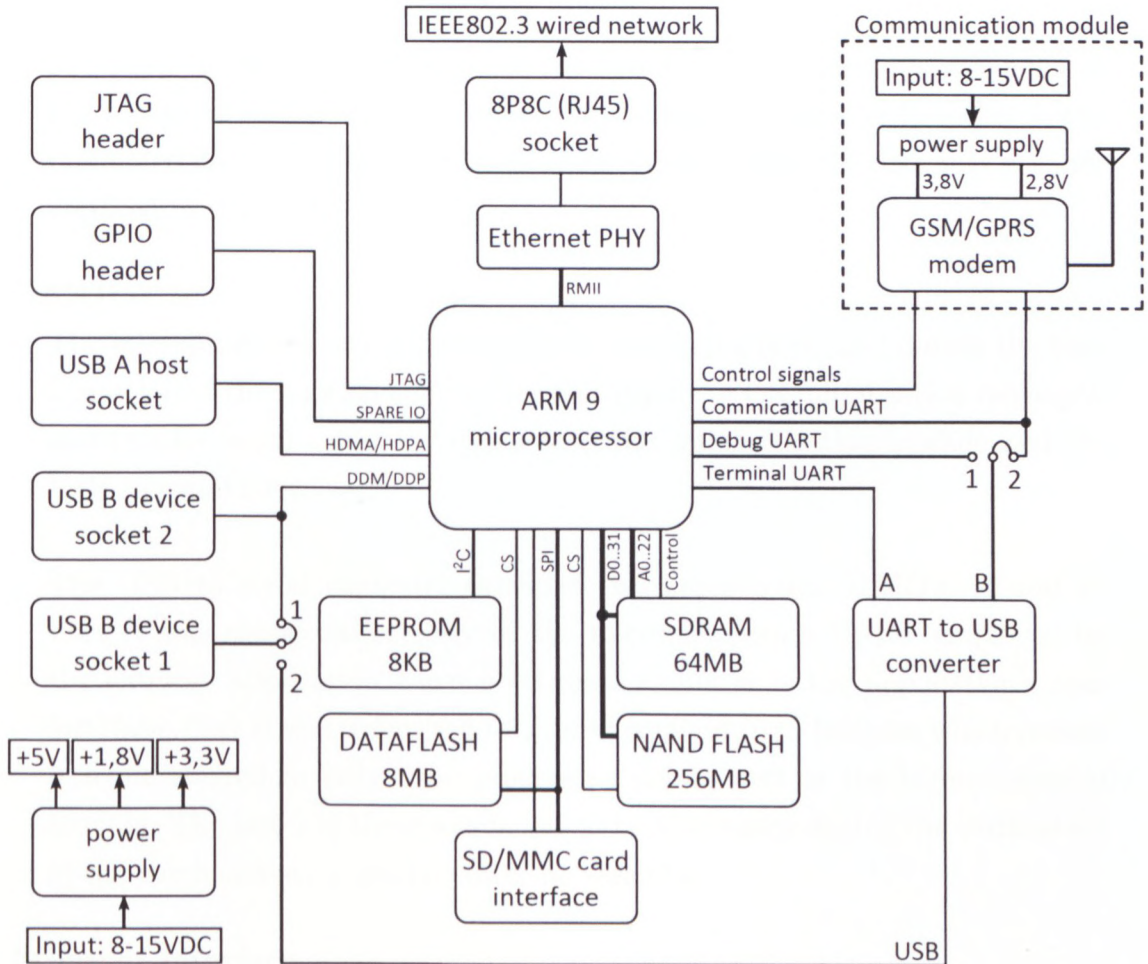 IEEE802.3 wired network
Communication module
Input: 8-15VDC
JTAG
header
8P8C (RJ45)
socket
power supply
3,8V
2,8V
GPIO
header
Ethernet PHY
GSM/GPRS
modem
RMII
USB A host
socket
ARM 9
microprocessor
JTAG
SPARE IO
HDMA/HDPA
DDM/DDP
Control signals
Commication UART
Debug UART
Terminal UART
1
2
USB B device
socket 2
I²C
CS
SPI
CS
D0..31
A0..22
Control
A
B
USB B device
socket 1
1
2
EEPROM
8KB
SDRAM
64MB
UART to USB
converter
DATAFLASH
8MB
NAND FLASH
256MB
+5V
+1,8V
+3,3V
power
supply
SD/MMC card
interface
Input: 8-15VDC
USB